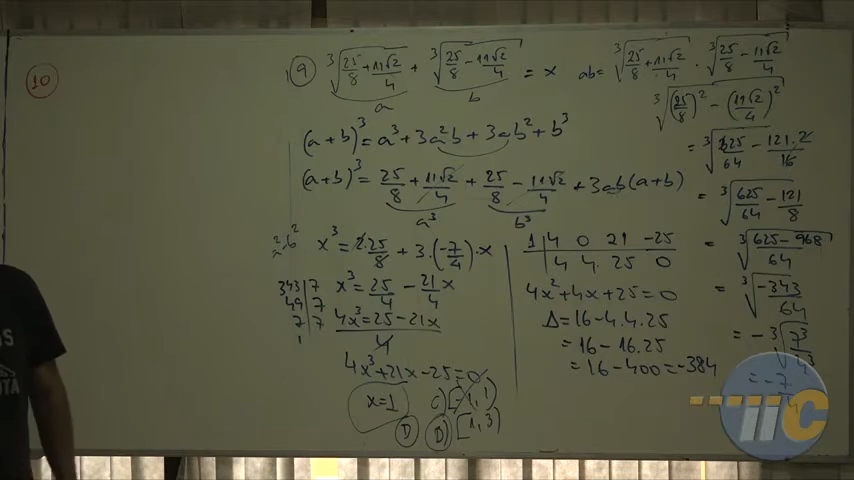 10
9 ∛(25/8 + 11√2/4) + ∛(25/8 - 11√2/4) = x
a b
(a+b)³ = a³ + 3a²b + 3ab² + b³
(a+b)³ = 25/8 + 11√2/4 + 25/8 - 11√2/4 + 3ab(a+b)
a³ b³
x³ = 2·25/8 + 3·(-7/4)·x
x³ = 25/4 - 21/4 x
4x³ = 25 - 21x
4
4x³ + 21x - 25 = 0
x = 1
C) [-1, 1)
D
D) [1, 3)
343 | 7
49 | 7
7 | 7
1
1 | 4 0 21 -25
4 4 25 0
4x² + 4x + 25 = 0
Δ = 16 - 4.4.25
= 16 - 16.25
= 16 - 400 = -384
ab = ∛(25/8 + 11√2/4) · ∛(25/8 - 11√2/4)
∛((25/8)² - (11√2/4)²)
= ∛(625/64 - 121.2/16)
= ∛(625/64 - 121/8)
= ∛((625 - 968)/64)
= ∛(-343/64)
= -∛(7³/4³)
= -7/4
TTC